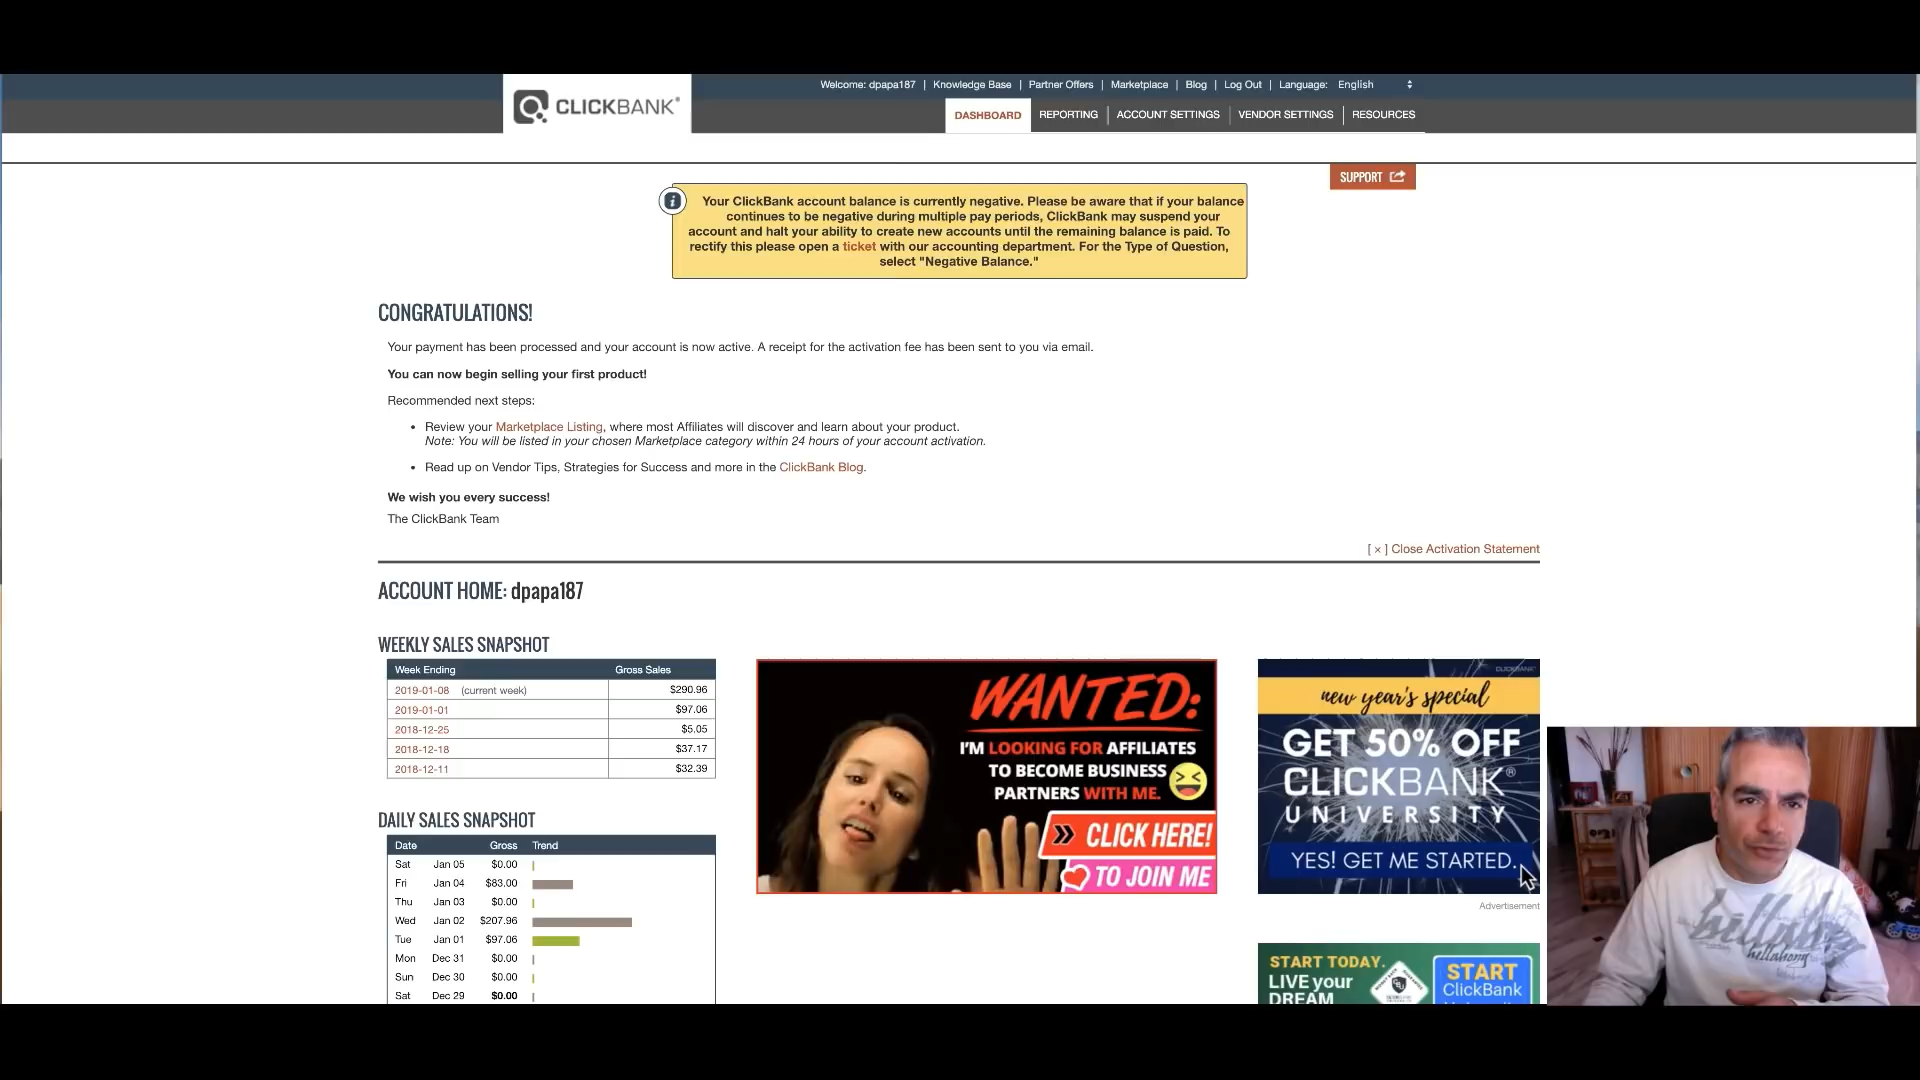 Welcome: dpapa187 | Knowledge Base | Partner Offers | Marketplace | Blog | Log Out | Language: English
CLICKBANK®
DASHBOARD | REPORTING | ACCOUNT SETTINGS | VENDOR SETTINGS | RESOURCES
SUPPORT
Your ClickBank account balance is currently negative. Please be aware that if your balance
continues to be negative during multiple pay periods, ClickBank may suspend your
account and halt your ability to create new accounts until the remaining balance is paid. To
rectify this please open a ticket with our accounting department. For the Type of Question,
select "Negative Balance."
CONGRATULATIONS!
Your payment has been processed and your account is now active. A receipt for the activation fee has been sent to you via email.
You can now begin selling your first product!
Recommended next steps:
• Review your Marketplace Listing, where most Affiliates will discover and learn about your product.
Note: You will be listed in your chosen Marketplace category within 24 hours of your account activation.
• Read up on Vendor Tips, Strategies for Success and more in the ClickBank Blog.
We wish you every success!
The ClickBank Team
[ × ] Close Activation Statement
ACCOUNT HOME: dpapa187
WEEKLY SALES SNAPSHOT
Week Ending Gross Sales
2019-01-08 (current week) $290.96
2019-01-01 $97.06
2018-12-25 $5.05
2018-12-18 $37.17
2018-12-11 $32.39
DAILY SALES SNAPSHOT
Date Gross Trend
Sat Jan 05 $0.00
Fri Jan 04 $83.00
Thu Jan 03 $0.00
Wed Jan 02 $207.96
Tue Jan 01 $97.06
Mon Dec 31 $0.00
Sun Dec 30 $0.00
Sat Dec 29 $0.00
WANTED:
I'M LOOKING FOR AFFILIATES
TO BECOME BUSINESS
PARTNERS WITH ME.
CLICK HERE!
TO JOIN ME
CLICKBANK
new year's special
GET 50% OFF
CLICKBANK®
UNIVERSITY
YES! GET ME STARTED.
Advertisement
START TODAY.
LIVE your
DREAM
START
ClickBank
hellahong